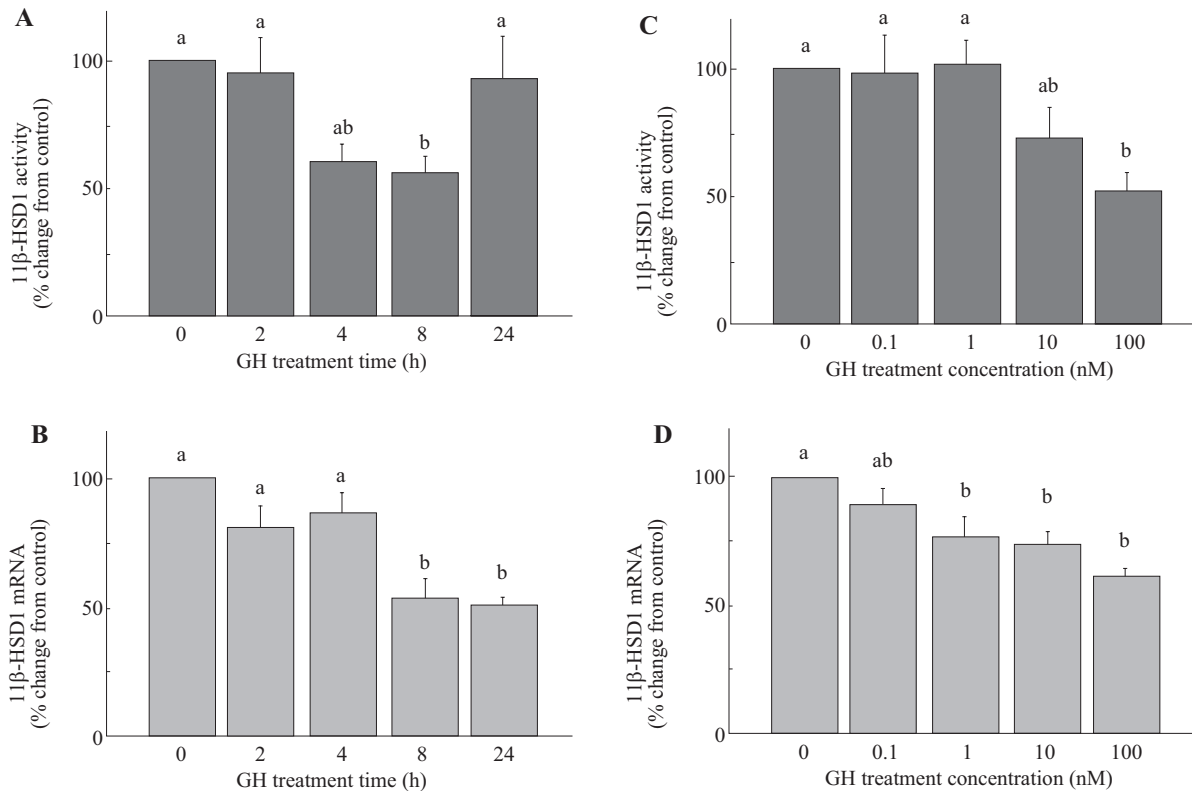 A
11β-HSD1 activity
(% change from control)
100
50
0
a
a
ab
b
a
0 2 4 8 24
GH treatment time (h)
B
11β-HSD1 mRNA
(% change from control)
100
50
0
a
a
a
b
b
0 2 4 8 24
GH treatment time (h)
C
11β-HSD1 activity
(% change from control)
100
50
0
a
a
a
ab
b
0 0.1 1 10 100
GH treatment concentration (nM)
D
11β-HSD1 mRNA
(% change from control)
100
50
0
a
ab
b
b
b
0 0.1 1 10 100
GH treatment concentration (nM)